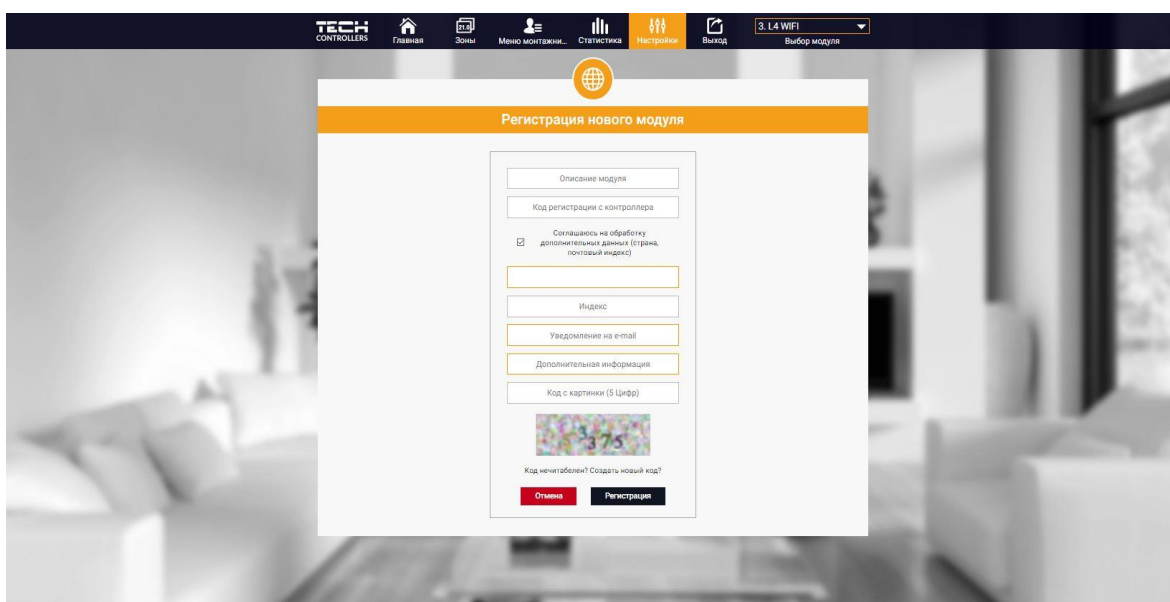 TECH
CONTROLLERS
Главная
21.0
Зоны
Меню монтажни...
Статистика
Настройки
Выход
3. L4 WIFI
Выбор модуля
Регистрация нового модуля
Описание модуля
Код регистрации с контроллера
Соглашаюсь на обработку
дополнительных данных (страна,
почтовый индекс)
Индекс
Уведомление на e-mail
Дополнительная информация
Код с картинки (5 Цифр)
Код нечитабелен? Создать новый код?
Отмена
Регистрация